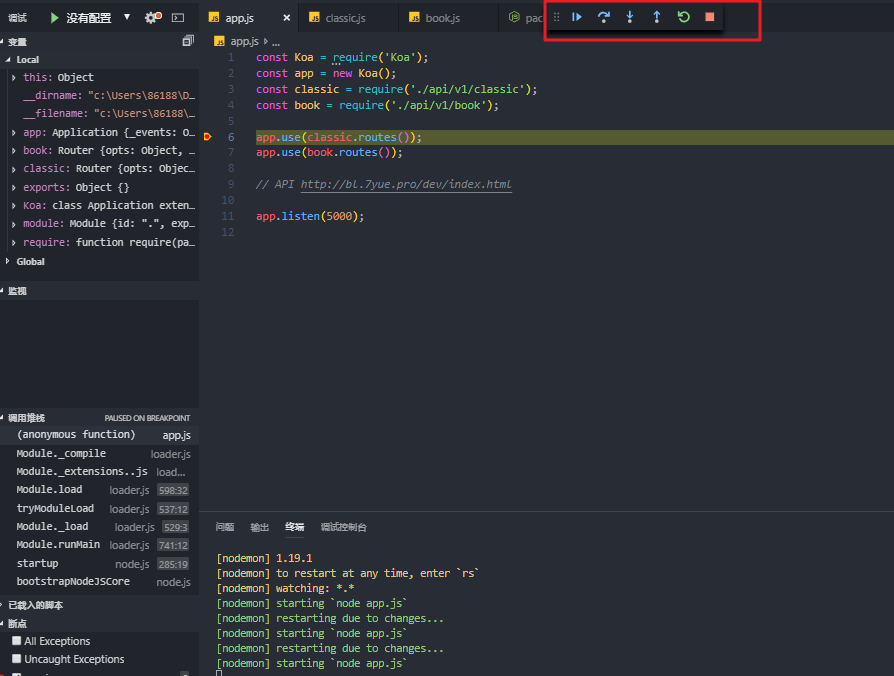 调试 没有配置
app.js classic.js book.js pac
变量
app.js ...
Local
this: Object
__dirname: "c:\Users\86188\D…
__filename: "c:\Users\86188\…
app: Application {_events: O…
book: Router {opts: Object, …
classic: Router {opts: Objec…
exports: Object {}
Koa: class Application exten…
module: Module {id: ".", exp…
require: function require(pa…
Global
监视
调用堆栈 PAUSED ON BREAKPOINT
(anonymous function) app.js
Module._compile loader.js
Module._extensions..js load...
Module.load loader.js 598:32
tryModuleLoad loader.js 537:12
Module._load loader.js 529:3
Module.runMain loader.js 741:12
startup node.js 285:19
bootstrapNodeJSCore node.js
已载入的脚本
断点
All Exceptions
Uncaught Exceptions
1 const Koa = require('Koa');
2 const app = new Koa();
3 const classic = require('./api/v1/classic');
4 const book = require('./api/v1/book');
5
6 app.use(classic.routes());
7 app.use(book.routes());
8
9 // API http://bl.7yue.pro/dev/index.html
10
11 app.listen(5000);
12
问题 输出 终端 调试控制台
[nodemon] 1.19.1
[nodemon] to restart at any time, enter `rs`
[nodemon] watching: *.*
[nodemon] starting `node app.js`
[nodemon] restarting due to changes...
[nodemon] starting `node app.js`
[nodemon] restarting due to changes...
[nodemon] starting `node app.js`